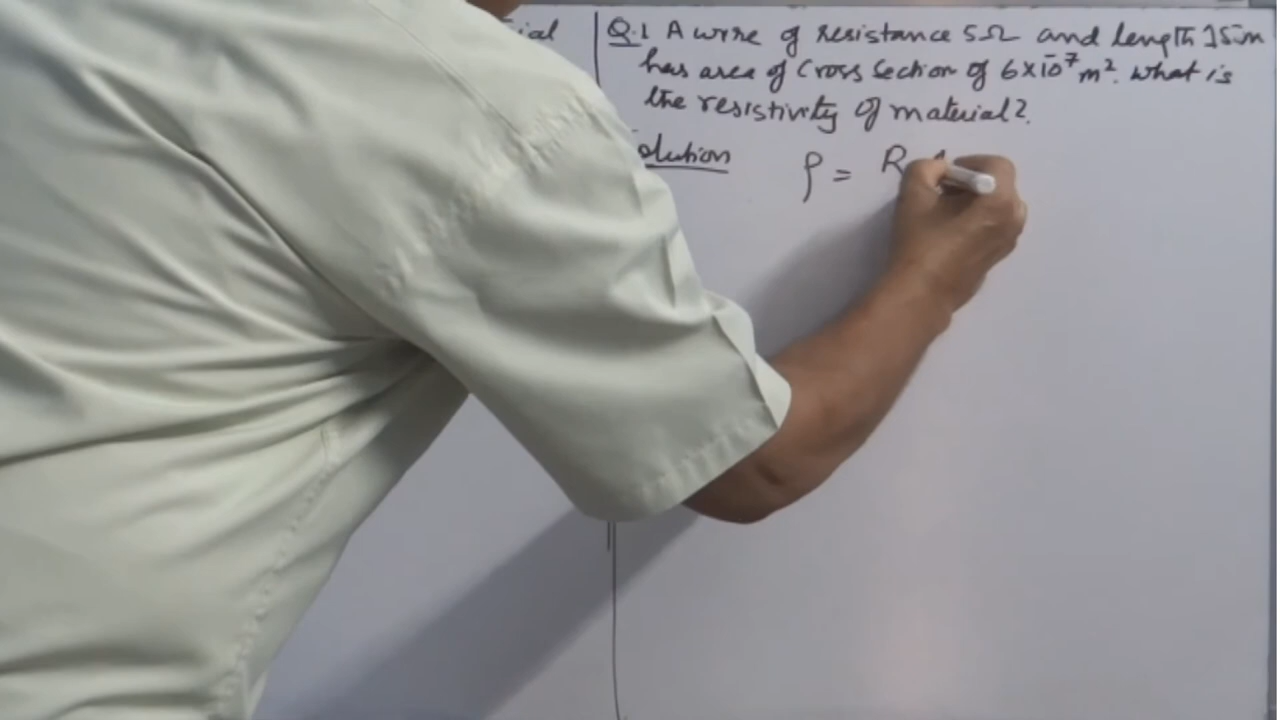 ial
Q.1 A wire of resistance 5Ω and length 15m
has area of Cross Section of 6×10⁻⁷m². What is
the resistivity of material?
olution
ρ = R